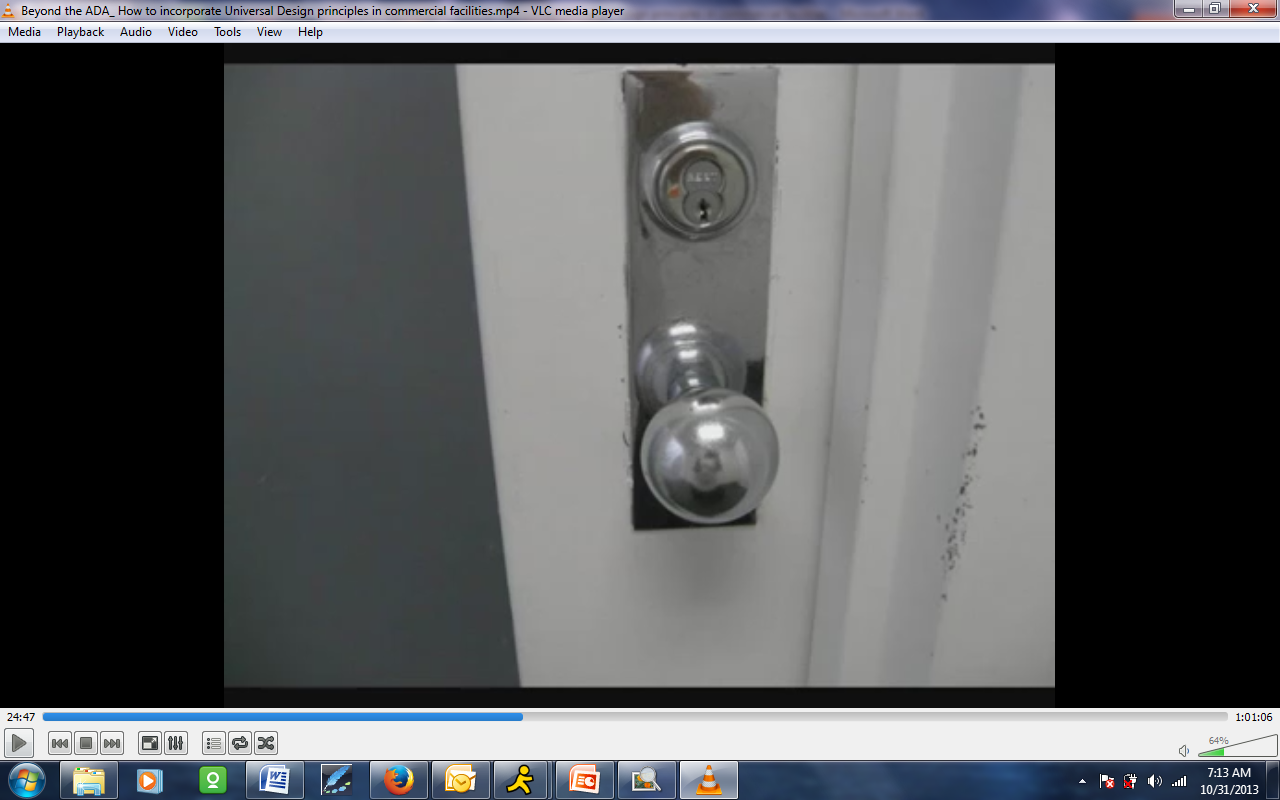 Beyond the ADA_ How to incorporate Universal Design principles in commercial facilities.mp4 - VLC media player
Media Playback Audio Video Tools View Help
BEST
24:47 1:01:06
64%
7:13 AM
10/31/2013